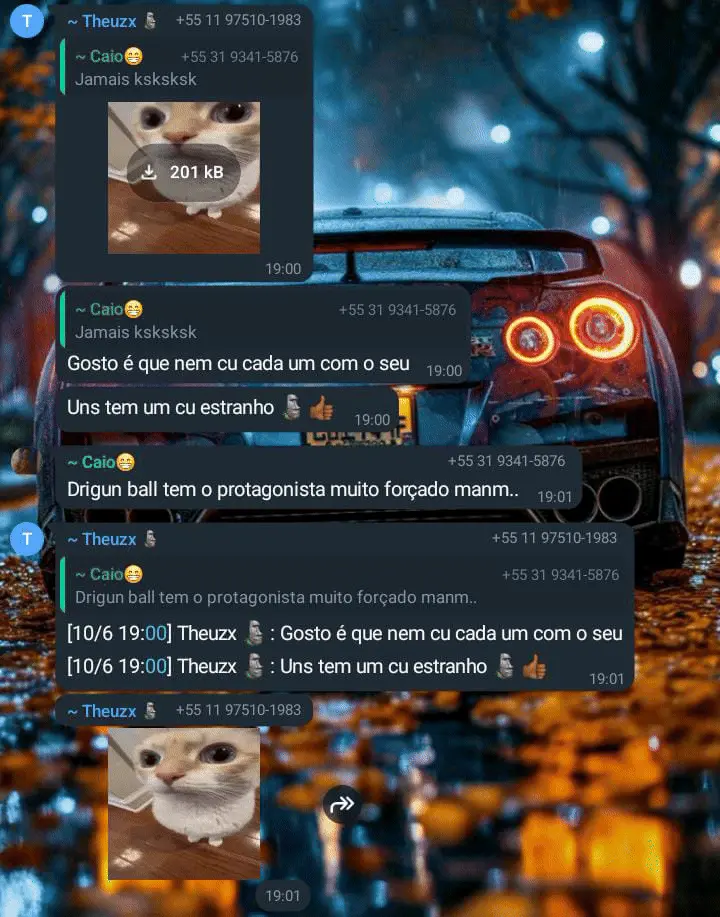 T
~ Theuzx 🗿 +55 11 97510-1983
~ Caio😁 +55 31 9341-5876
Jamais ksksksk
201 kB
19:00
~ Caio😁 +55 31 9341-5876
Jamais ksksksk
Gosto é que nem cu cada um com o seu 19:00
Uns tem um cu estranho 🗿👍🏾 19:00
~ Caio😁 +55 31 9341-5876
Drigun ball tem o protagonista muito forçado manm.. 19:01
T
~ Theuzx 🗿 +55 11 97510-1983
~ Caio😁 +55 31 9341-5876
Drigun ball tem o protagonista muito forçado manm..
[10/6 19:00] Theuzx 🗿: Gosto é que nem cu cada um com o seu
[10/6 19:00] Theuzx 🗿: Uns tem um cu estranho 🗿👍🏾
19:01
~ Theuzx 🗿 +55 11 97510-1983
19:01